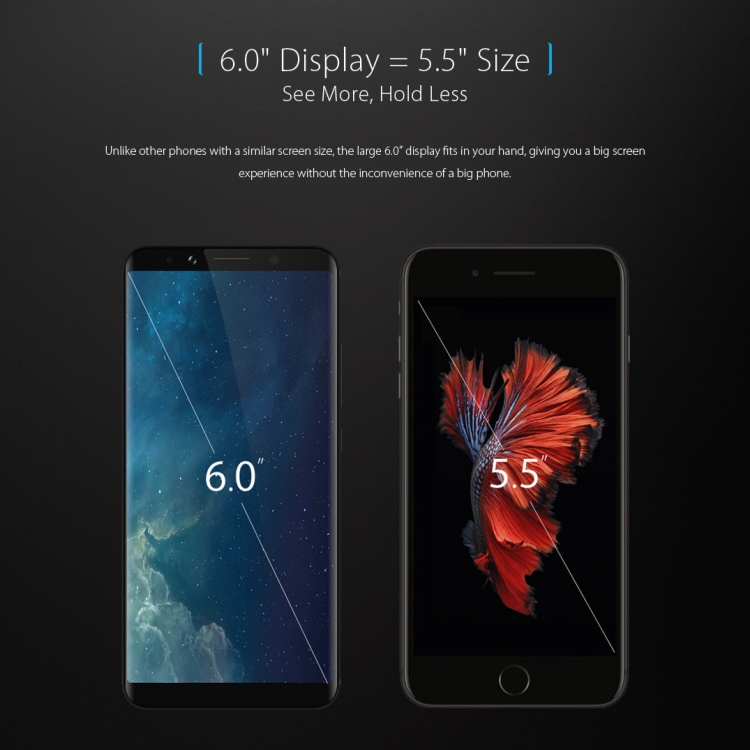 6.0" Display = 5.5" Size
See More, Hold Less
Unlike other phones with a similar screen size, the large 6.0" display fits in your hand, giving you a big screen
experience without the inconvenience of a big phone.
6.0"
5.5"